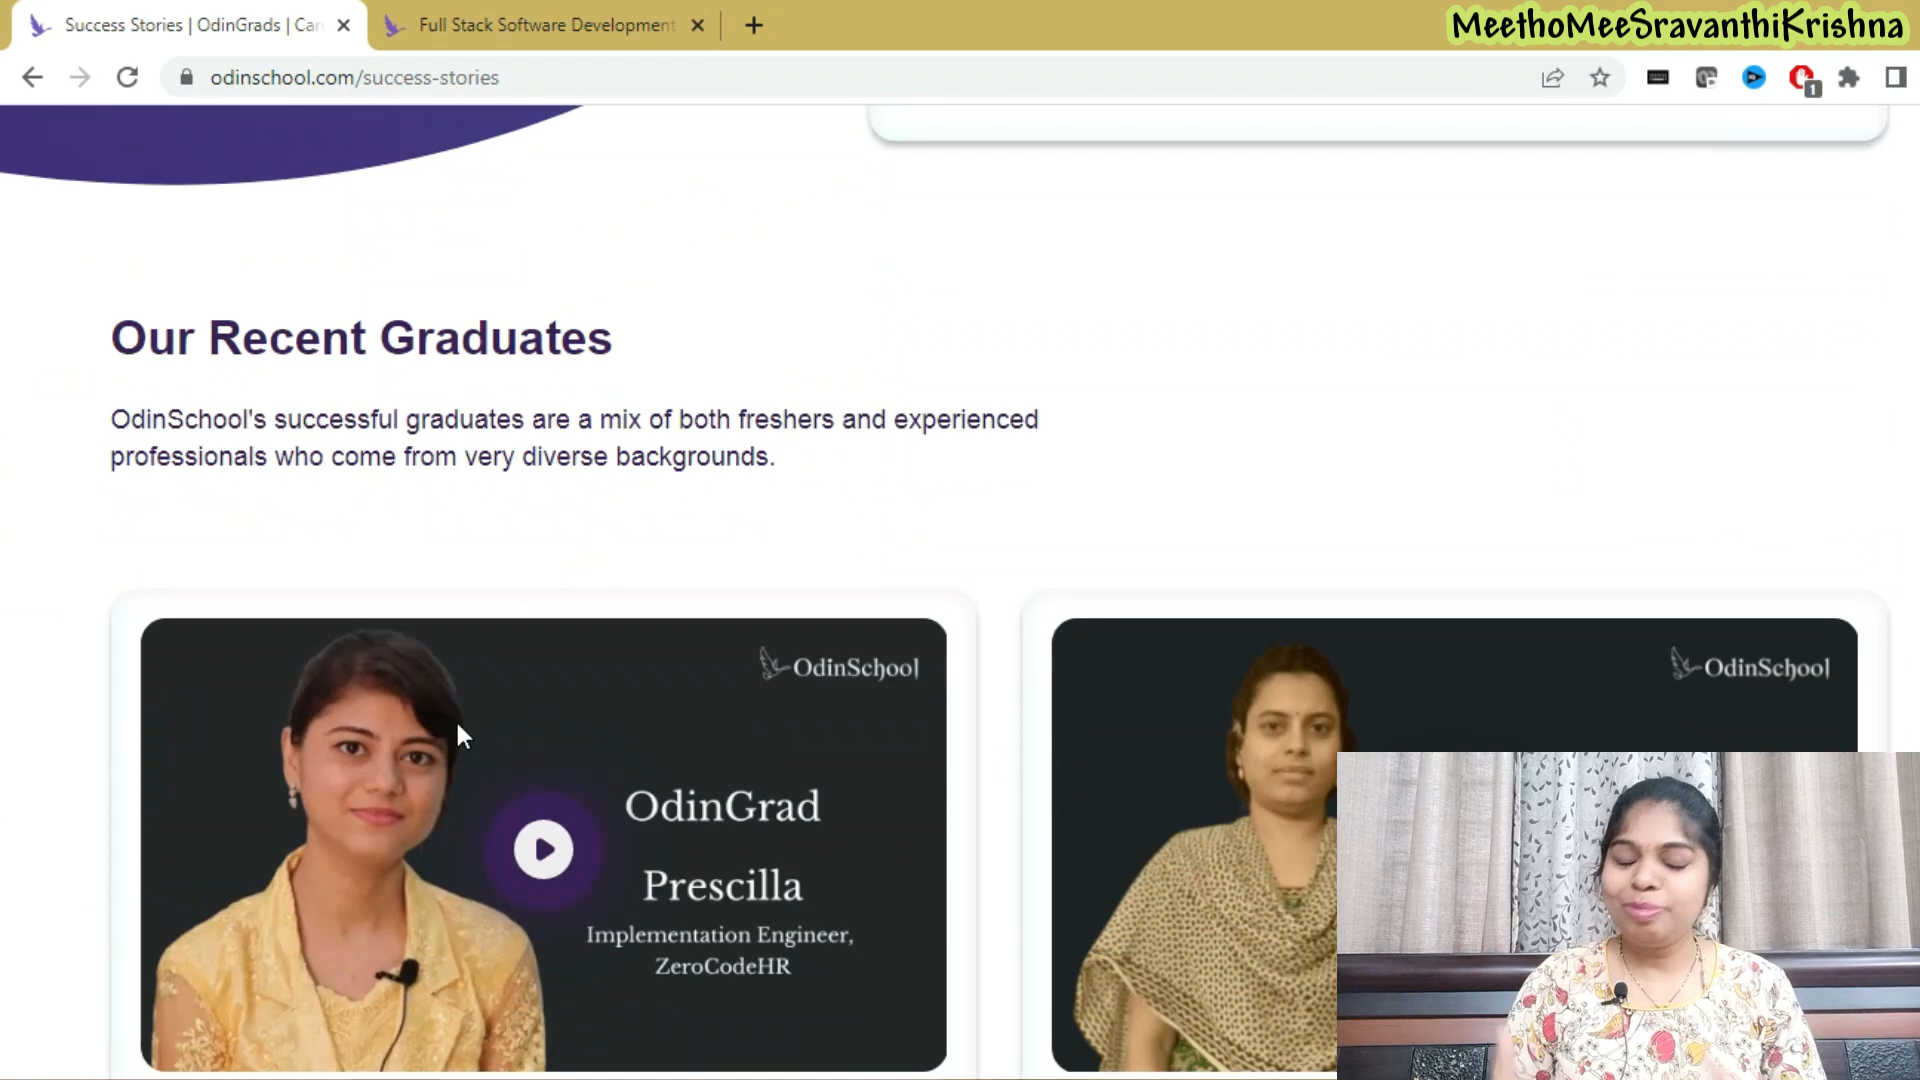 Success Stories | OdinGrads | Car
Full Stack Software Development
MeethoMeeSravanthiKrishna
odinschool.com/success-stories
1
Our Recent Graduates
OdinSchool's successful graduates are a mix of both freshers and experienced
professionals who come from very diverse backgrounds.
OdinSchool
OdinGrad
Prescilla
Implementation Engineer,
ZeroCodeHR
OdinSchool